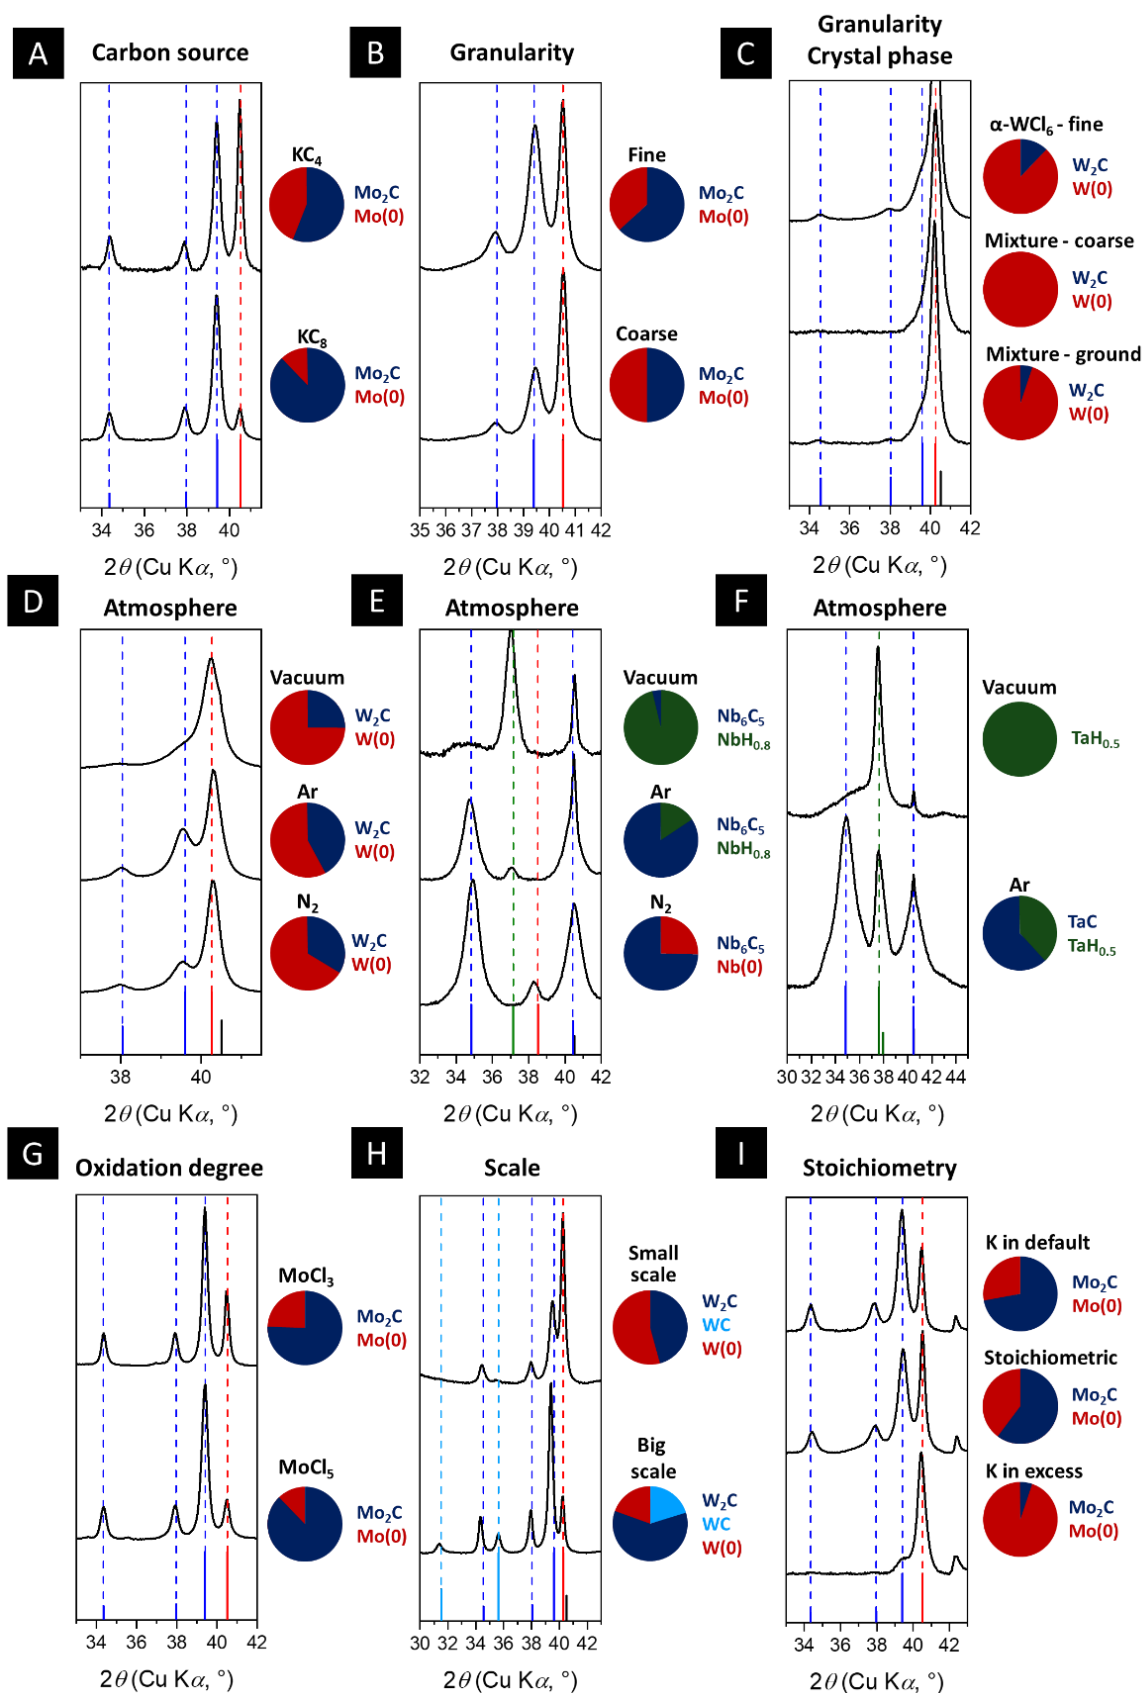 A
Carbon source
KC4
Mo2C
Mo(0)
KC8
Mo2C
Mo(0)
34 36 38 40
2θ (Cu Kα, °)
B
Granularity
Fine
Mo2C
Mo(0)
Coarse
Mo2C
Mo(0)
35 36 37 38 39 40 41 42
2θ (Cu Kα, °)
C
Granularity
Crystal phase
α-WCl6 - fine
W2C
W(0)
Mixture - coarse
W2C
W(0)
Mixture - ground
W2C
W(0)
34 36 38 40 42
2θ (Cu Kα, °)
D
Atmosphere
Vacuum
W2C
W(0)
Ar
W2C
W(0)
N2
W2C
W(0)
38 40
2θ (Cu Kα, °)
E
Atmosphere
Vacuum
Nb6C5
NbH0.8
Ar
Nb6C5
NbH0.8
N2
Nb6C5
Nb(0)
32 34 36 38 40 42
2θ (Cu Kα, °)
F
Atmosphere
Vacuum
TaH0.5
Ar
TaC
TaH0.5
30 32 34 36 38 40 42 44
2θ (Cu Kα, °)
G
Oxidation degree
MoCl3
Mo2C
Mo(0)
MoCl5
Mo2C
Mo(0)
34 36 38 40 42
2θ (Cu Kα, °)
H
Scale
Small
scale
W2C
WC
W(0)
Big
scale
W2C
WC
W(0)
30 32 34 36 38 40 42
2θ (Cu Kα, °)
I
Stoichiometry
K in default
Mo2C
Mo(0)
Stoichiometric
Mo2C
Mo(0)
K in excess
Mo2C
Mo(0)
34 36 38 40 42
2θ (Cu Kα, °)